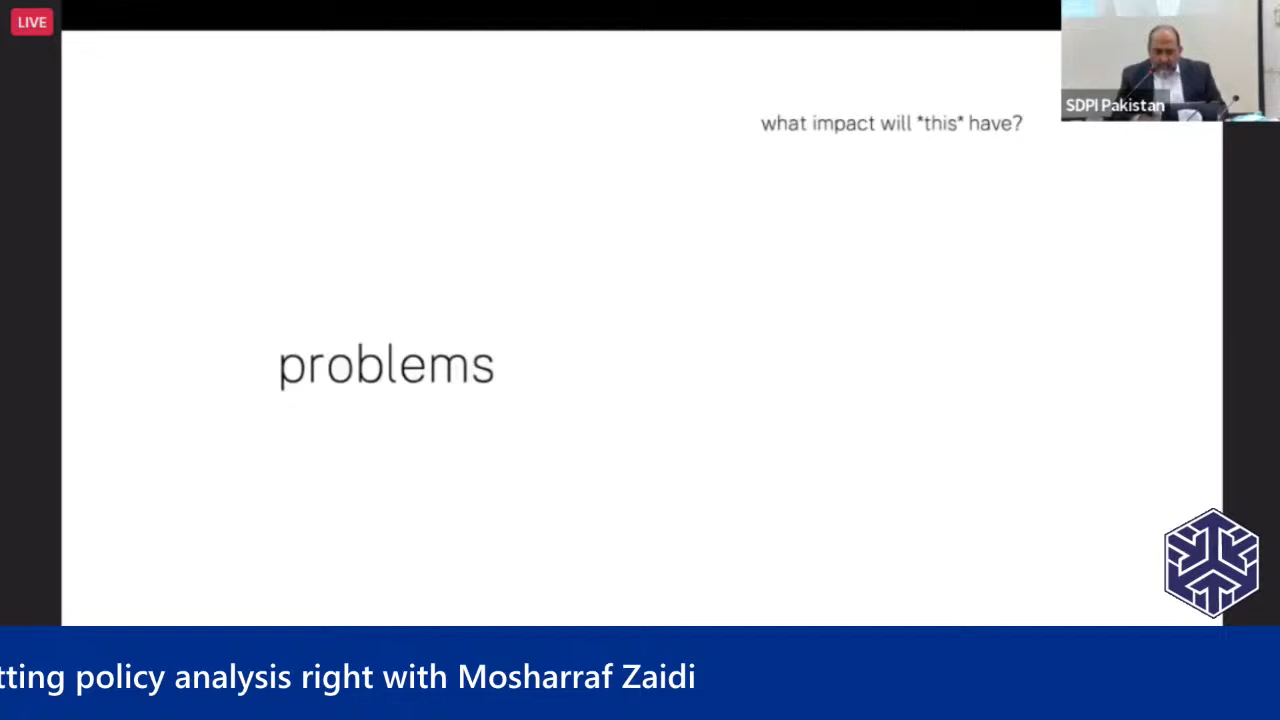 LIVE
SDPI Pakistan
what impact will *this* have?
problems
tting policy analysis right with Mosharraf Zaidi